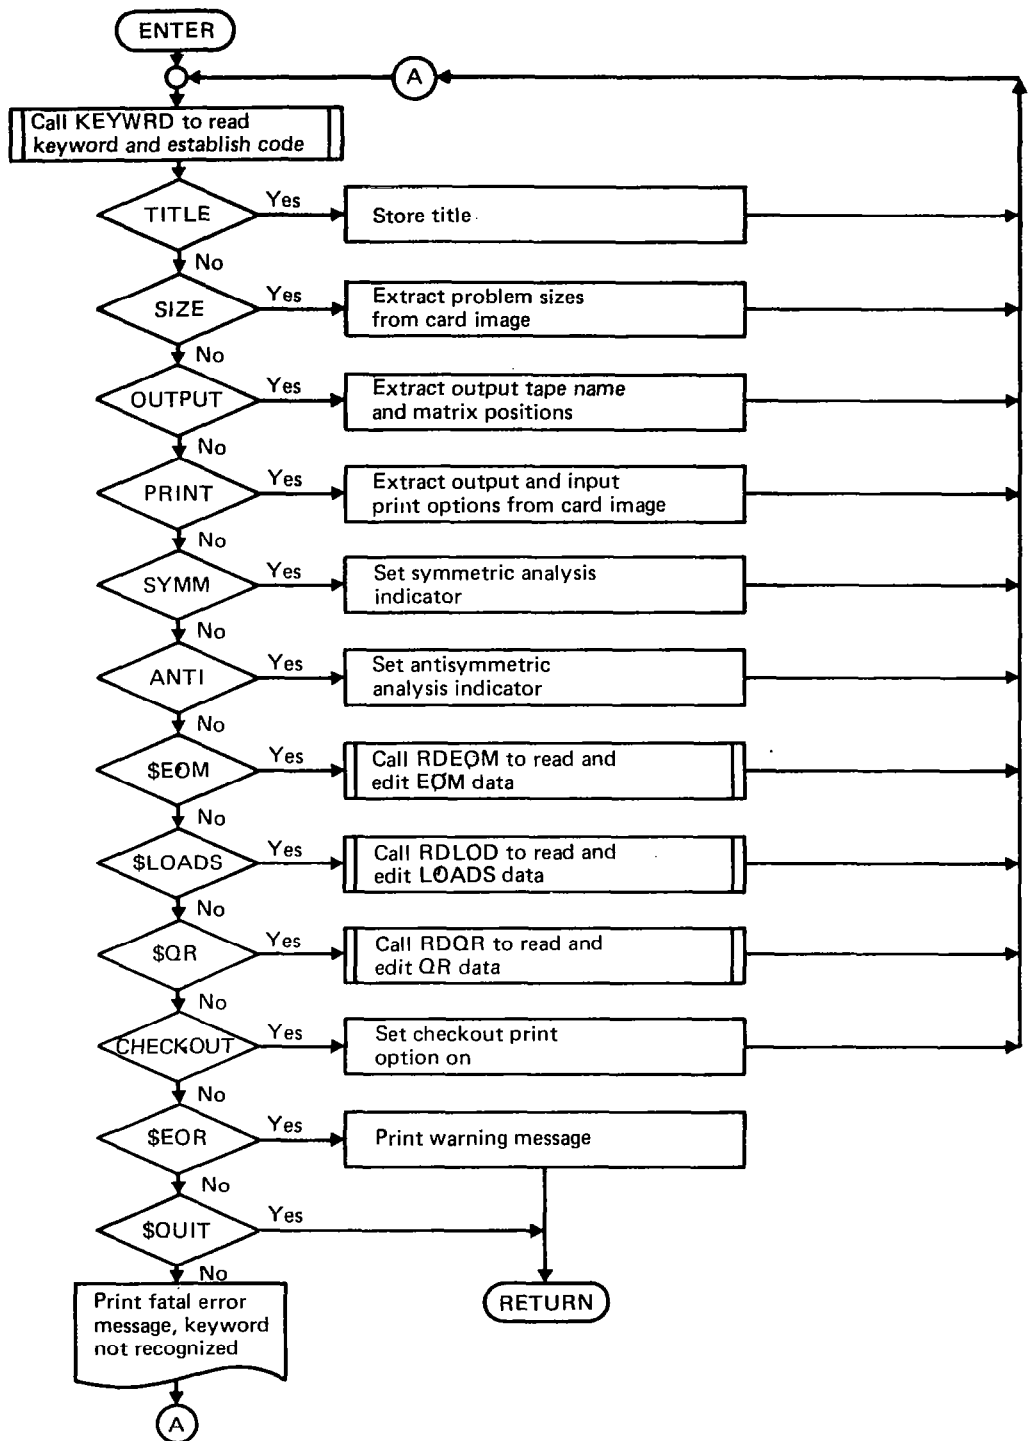 ENTER
A
Call KEYWRD to read
keyword and establish code
TITLE
Yes
Store title
No
SIZE
Yes
Extract problem sizes
from card image
No
OUTPUT
Yes
Extract output tape name
and matrix positions
No
PRINT
Yes
Extract output and input
print options from card image
No
SYMM
Yes
Set symmetric analysis
indicator
No
ANTI
Yes
Set antisymmetric
analysis indicator
No
$EOM
Yes
Call RDEOM to read and
edit EOM data
No
$LOADS
Yes
Call RDLOD to read and
edit LOADS data
No
$QR
Yes
Call RDQR to read and
edit QR data
No
CHECKOUT
Yes
Set checkout print
option on
No
$EOR
Yes
Print warning message
No
$QUIT
Yes
No
RETURN
Print fatal error
message, keyword
not recognized
A